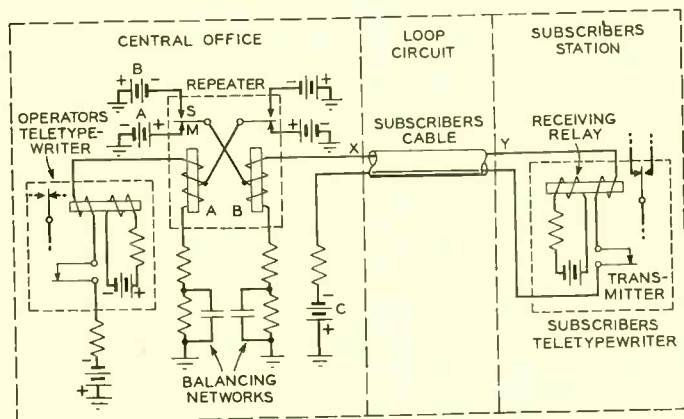 CENTRAL OFFICE
LOOP
CIRCUIT
SUBSCRIBERS
STATION
+ B -
REPEATER
- +
OPERATORS
TELETYPE-
WRITER
A
+ +
S
M
- +
X
SUBSCRIBERS
CABLE
Y
RECEIVING
RELAY
A B
- +
-
C
+
- +
TRANS-
MITTER
SUBSCRIBERS
TELETYPEWRITER
-
+
BALANCING
NETWORKS